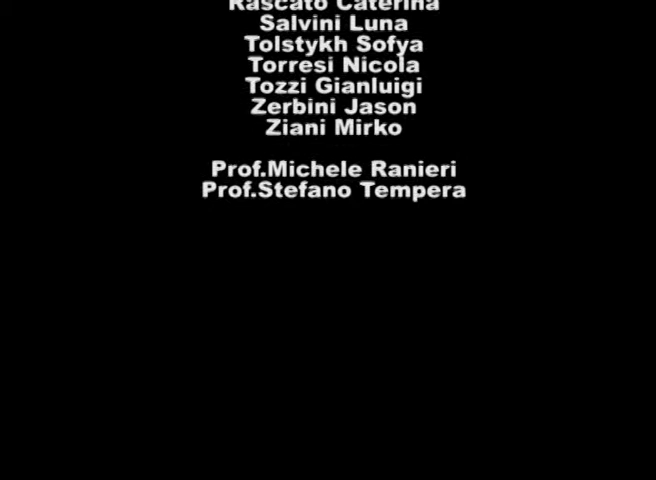 Rascato Caterina
Salvini Luna
Tolstykh Sofya
Torresi Nicola
Tozzi Gianluigi
Zerbini Jason
Ziani Mirko
Prof.Michele Ranieri
Prof.Stefano Tempera